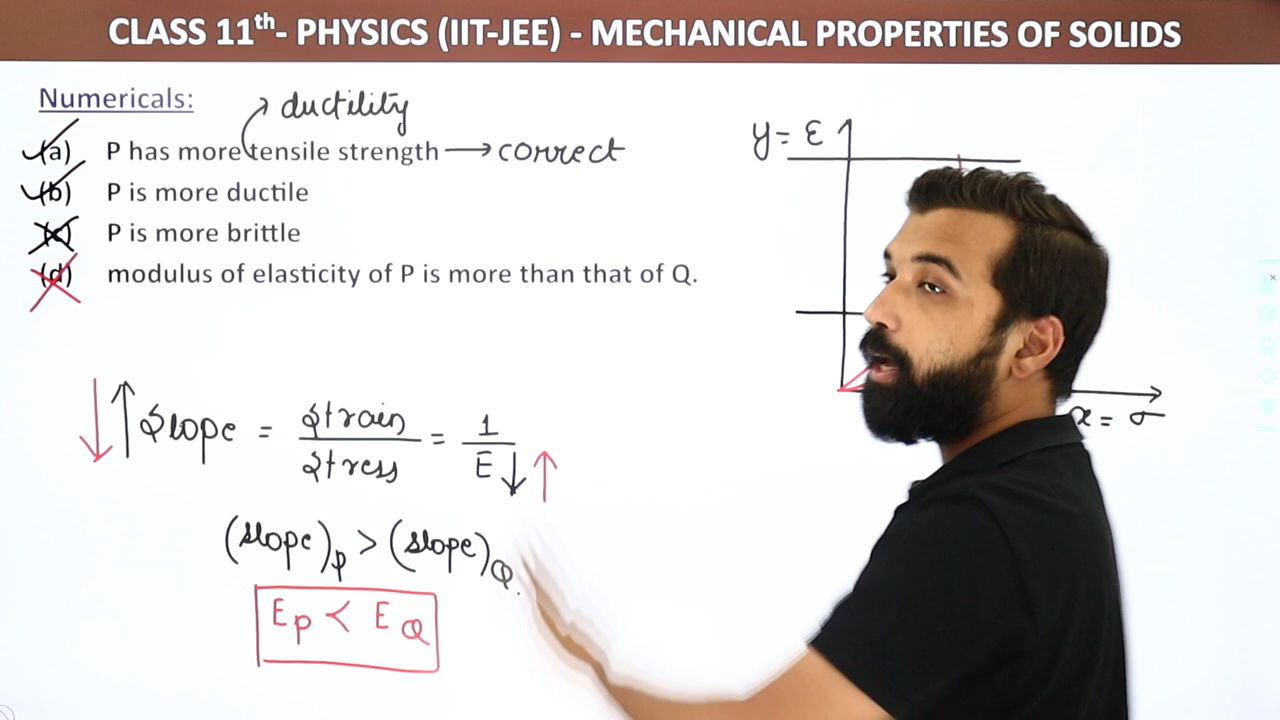 CLASS 11th- PHYSICS (IIT-JEE) - MECHANICAL PROPERTIES OF SOLIDS
Numericals:
ductility
(a) P has more tensile strength → correct
(b) P is more ductile
(c) P is more brittle
(d) modulus of elasticity of P is more than that of Q.
y = ε
x = σ
↓↑ Slope = Strain / Stress = 1 / E ↓↑
(slope)P > (slope)Q.
EP < EQ